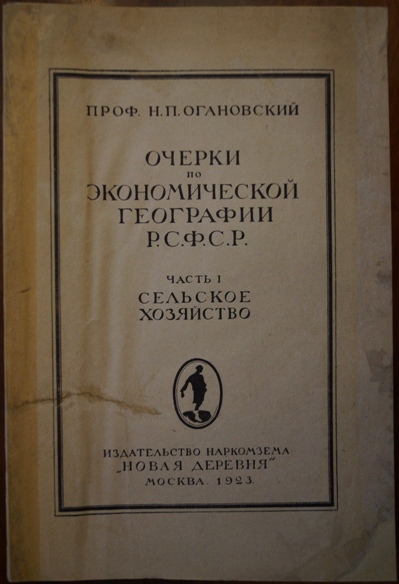 ПРОФ. Н.П.ОГАНОВСКИЙ
ОЧЕРКИ
ПО
ЭКОНОМИЧЕСКОЙ
ГЕОГРАФИИ
Р.С.Ф.С.Р.
ЧАСТЬ I
СЕЛЬСКОЕ
ХОЗЯЙСТВО
ИЗДАТЕЛЬСТВО НАРКОМЗЕМА
„НОВАЯ ДЕРЕВНЯ"
МОСКВА. 1923.